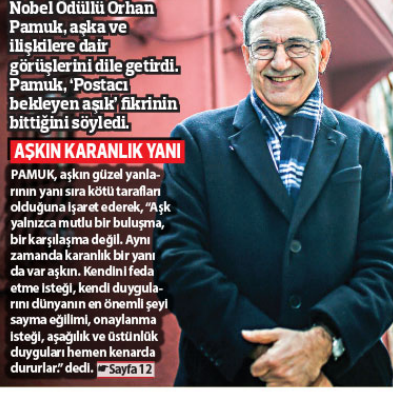 Nobel Ödüllü Orhan
Pamuk, aşka ve
ilişkilere dair
görüşlerini dile getirdi.
Pamuk, ‘Postacı
bekleyen aşık’ fikrinin
bittiğini söyledi.
AŞKIN KARANLIK YANI
PAMUK, aşkın güzel yanla-
rının yanı sıra kötü tarafları
olduğuna işaret ederek, “Aşk
yalnızca mutlu bir buluşma,
bir karşılaşma değil. Aynı
zamanda karanlık bir yanı
da var aşkın. Kendini feda
etme isteği, kendi duygula-
rını dünyanın en önemli şeyi
sayma eğilimi, onaylanma
isteği, aşağılık ve üstünlük
duyguları hemen kenarda
dururlar.” dedi. ☛Sayfa 12